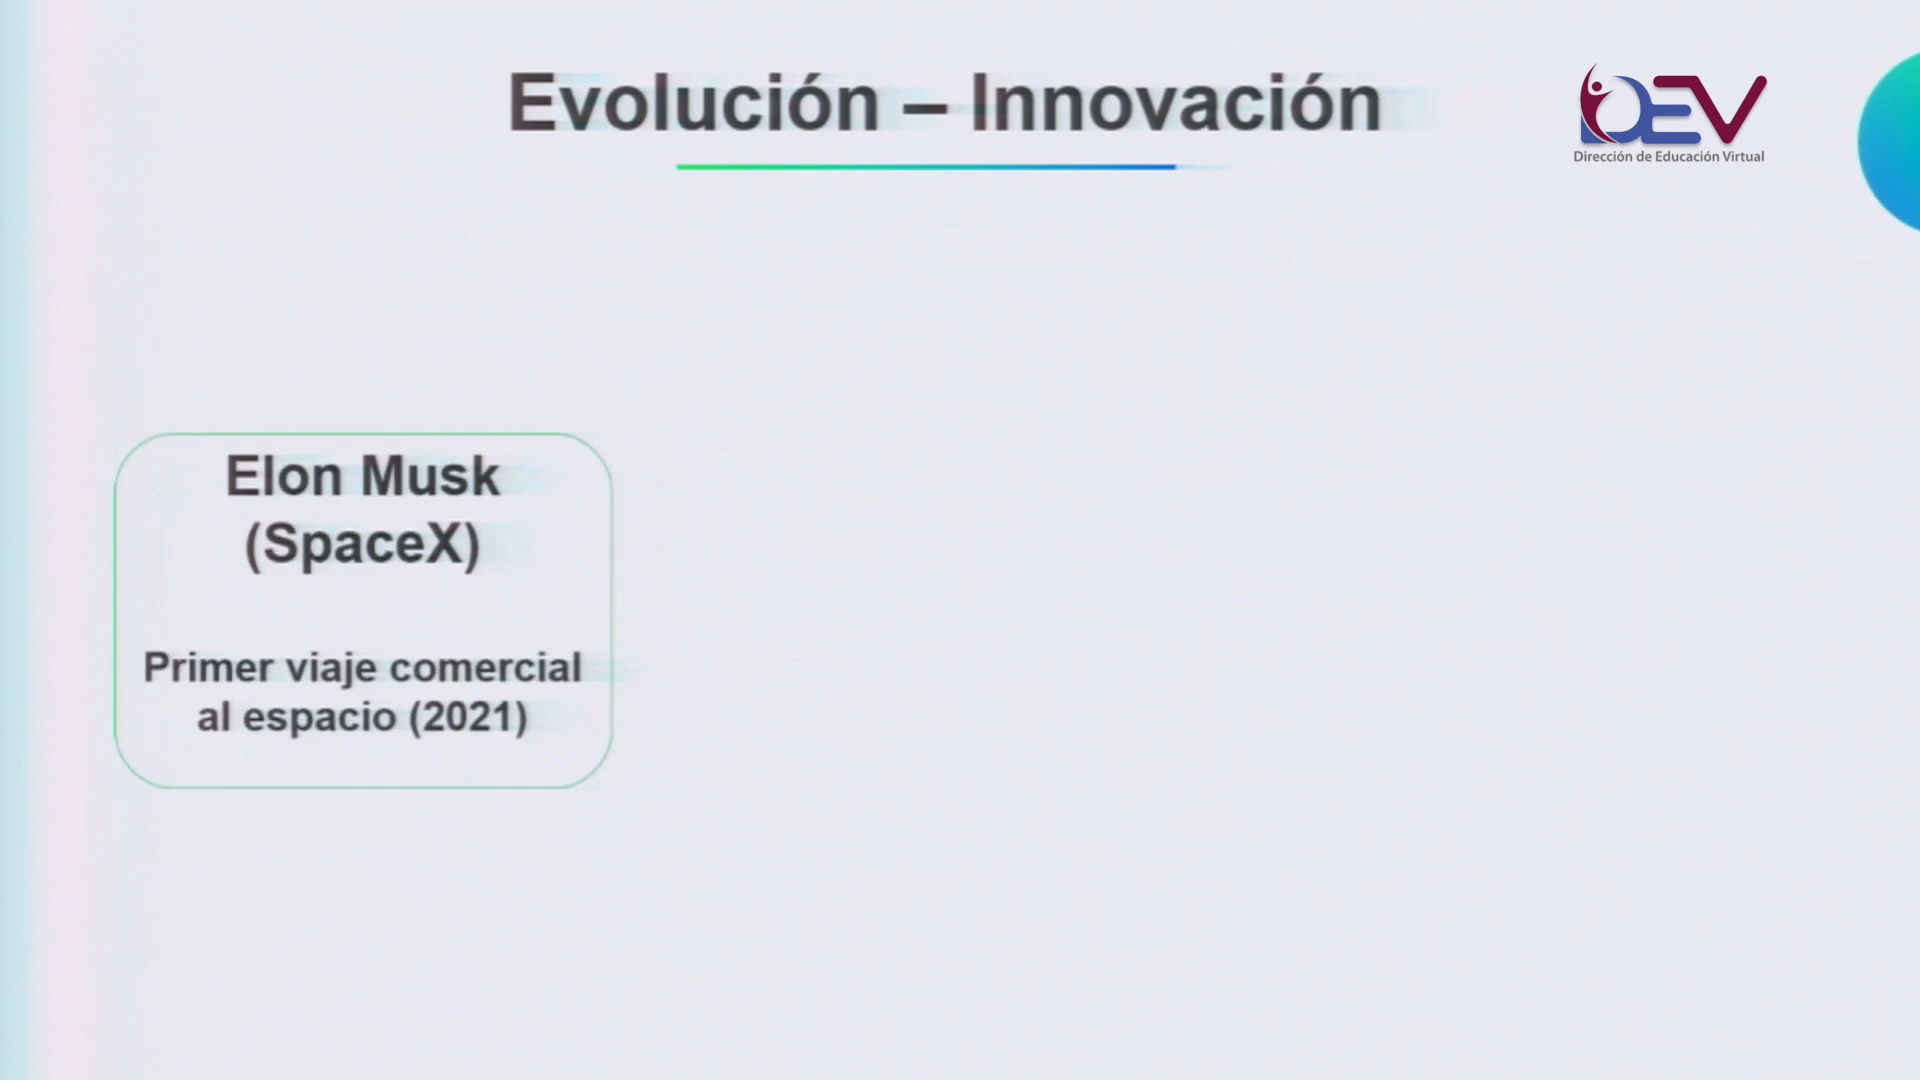 Evolución – Innovación
DEV
Dirección de Educación Virtual
Elon Musk
(SpaceX)
Primer viaje comercial
al espacio (2021)